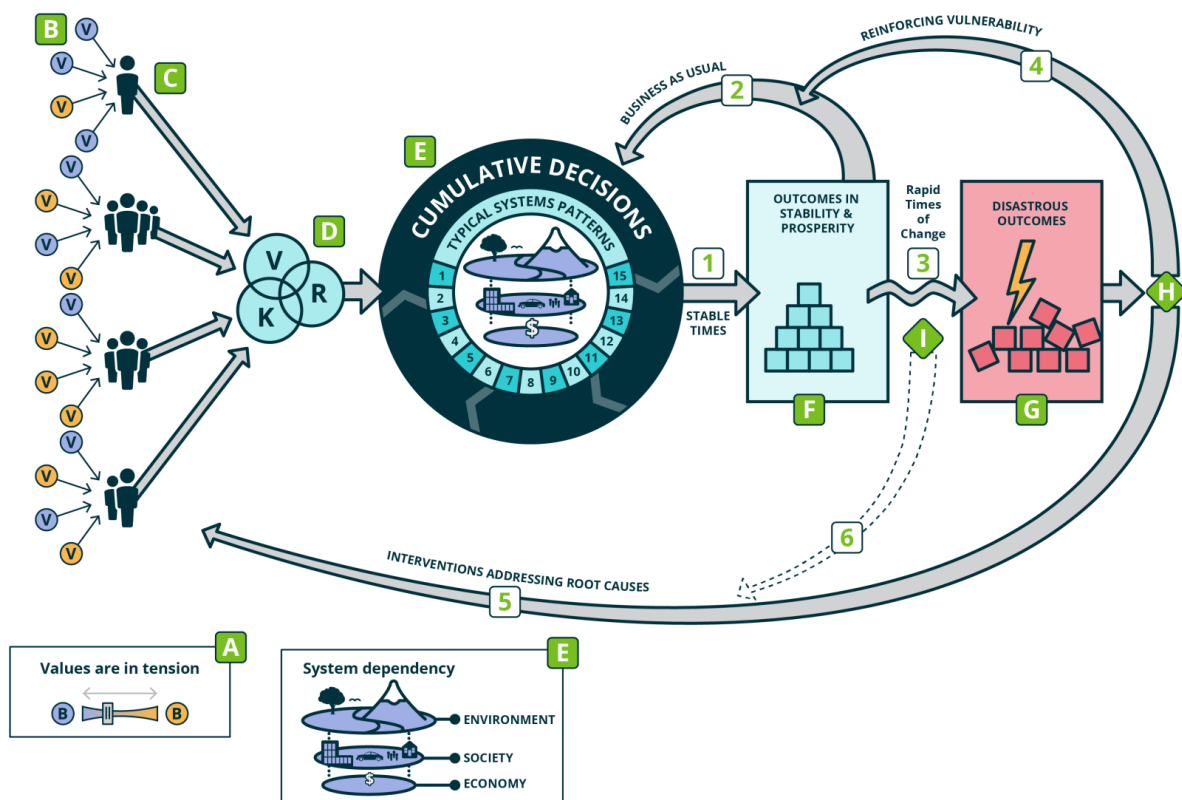 B
V
V
V
V
C
V
V
V
V
V
V
V
V
V
V
V
V
D
V
R
K
E
CUMULATIVE DECISIONS
TYPICAL SYSTEMS PATTERNS
1
2
3
4
5
6
7
8
9
10
11
12
13
14
15
$
1
STABLE
TIMES
BUSINESS AS USUAL
2
REINFORCING VULNERABILITY
4
OUTCOMES IN
STABILITY &
PROSPERITY
F
Rapid
Times
of
Change
3
I
DISASTROUS
OUTCOMES
G
H
6
INTERVENTIONS ADDRESSING ROOT CAUSES
5
A
Values are in tension
B
B
E
System dependency
ENVIRONMENT
SOCIETY
$
ECONOMY